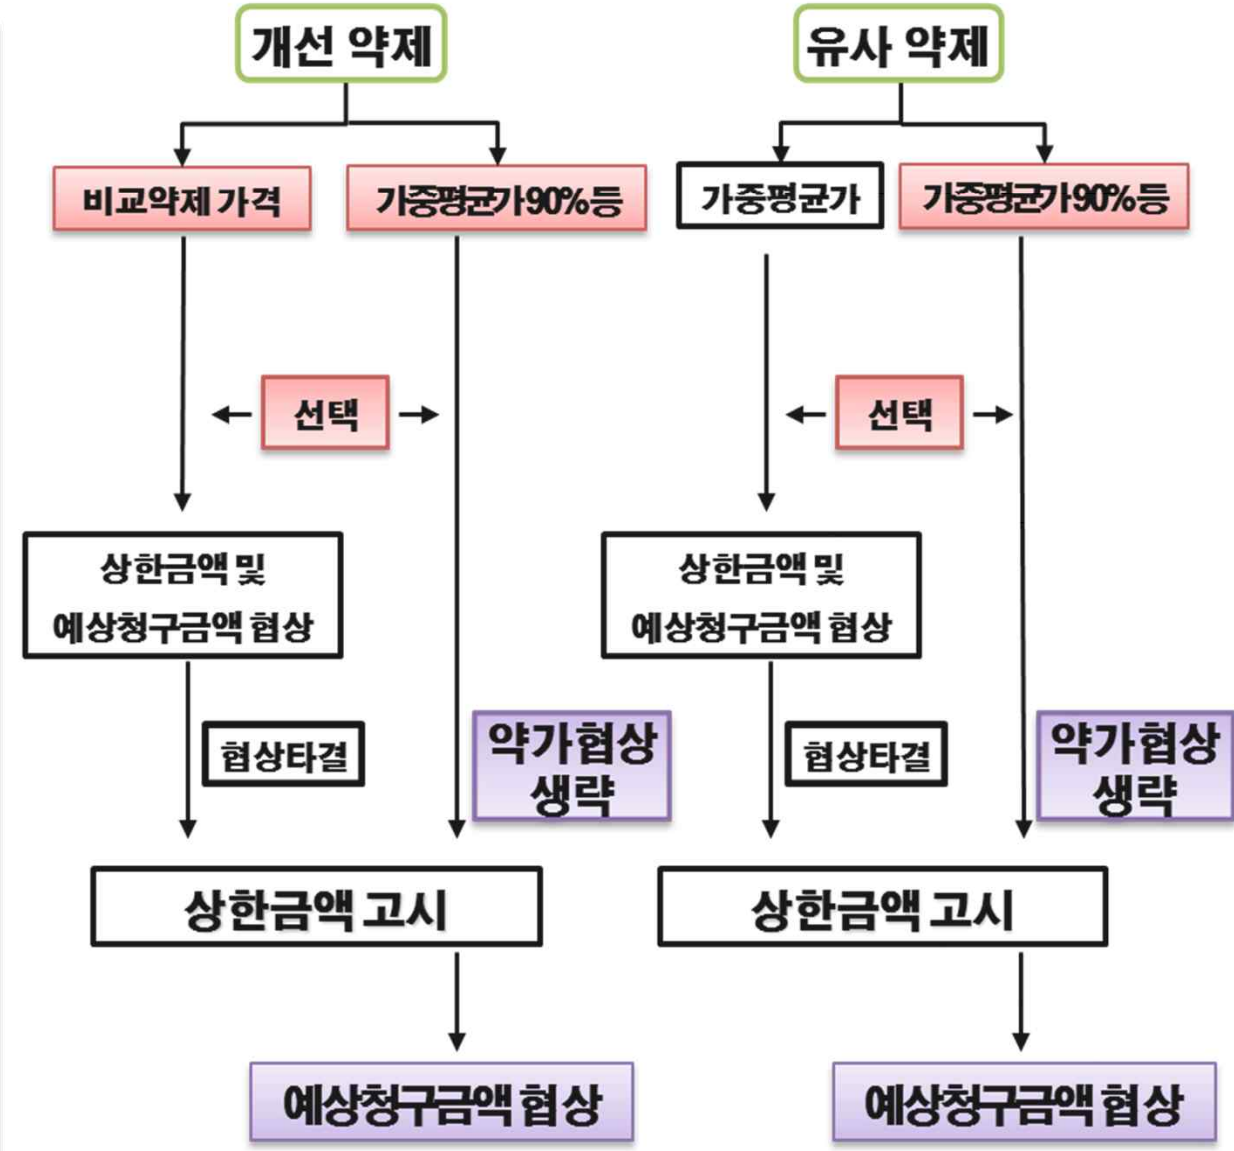 개선 약제
유사 약제
비교약제 가격
가중평균가90%등
가중평균가
가중평균가90%등
선택
선택
상한금액 및
예상청구금액 협상
상한금액 및
예상청구금액 협상
협상타결
약가협상
생략
협상타결
약가협상
생략
상한금액 고시
상한금액 고시
예상청구금액 협상
예상청구금액 협상